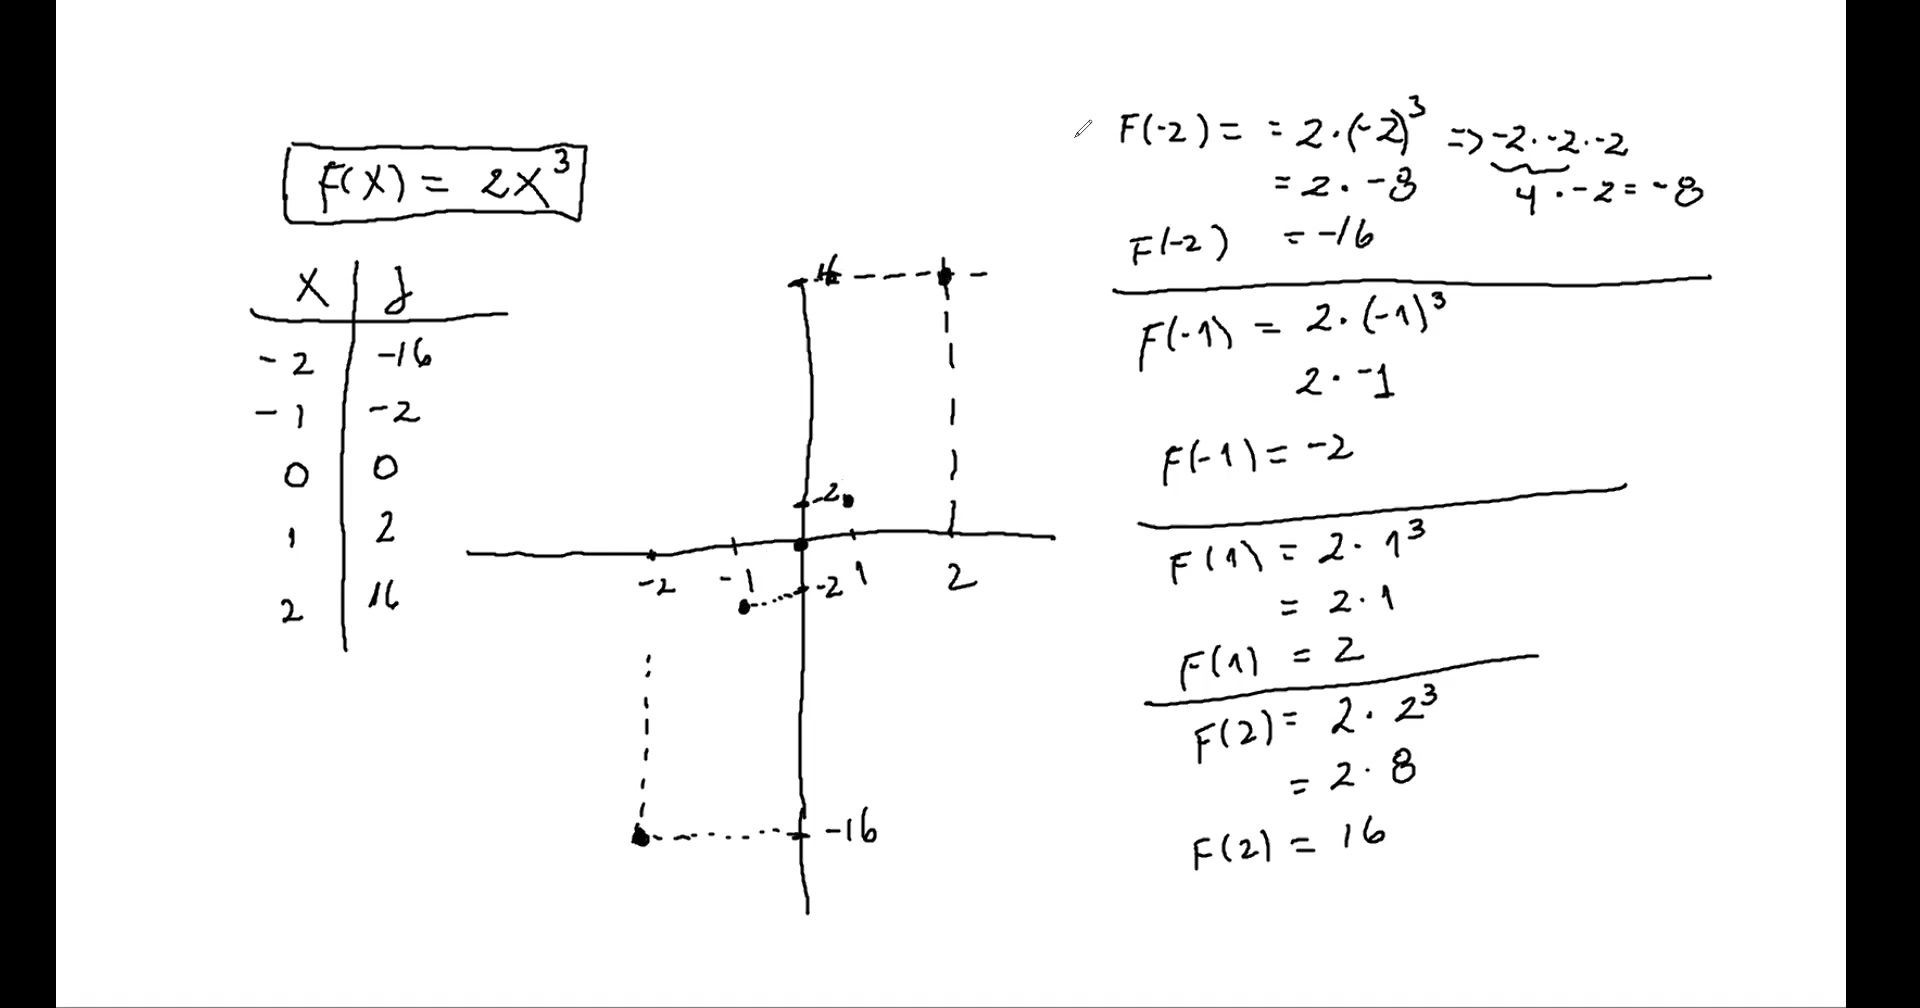 F(x) = 2x³
x | y
-2 | -16
-1 | -2
0 | 0
1 | 2
2 | 16
16
2
-2 -1 1 2
-2
-16
F(-2) = = 2·(-2)³ => -2·-2·-2
= 2·-8 4·-2 = -8
F(-2) = -16
F(-1) = 2·(-1)³
2·-1
F(-1) = -2
F(1) = 2·1³
= 2·1
F(1) = 2
F(2) = 2·2³
= 2·8
F(2) = 16